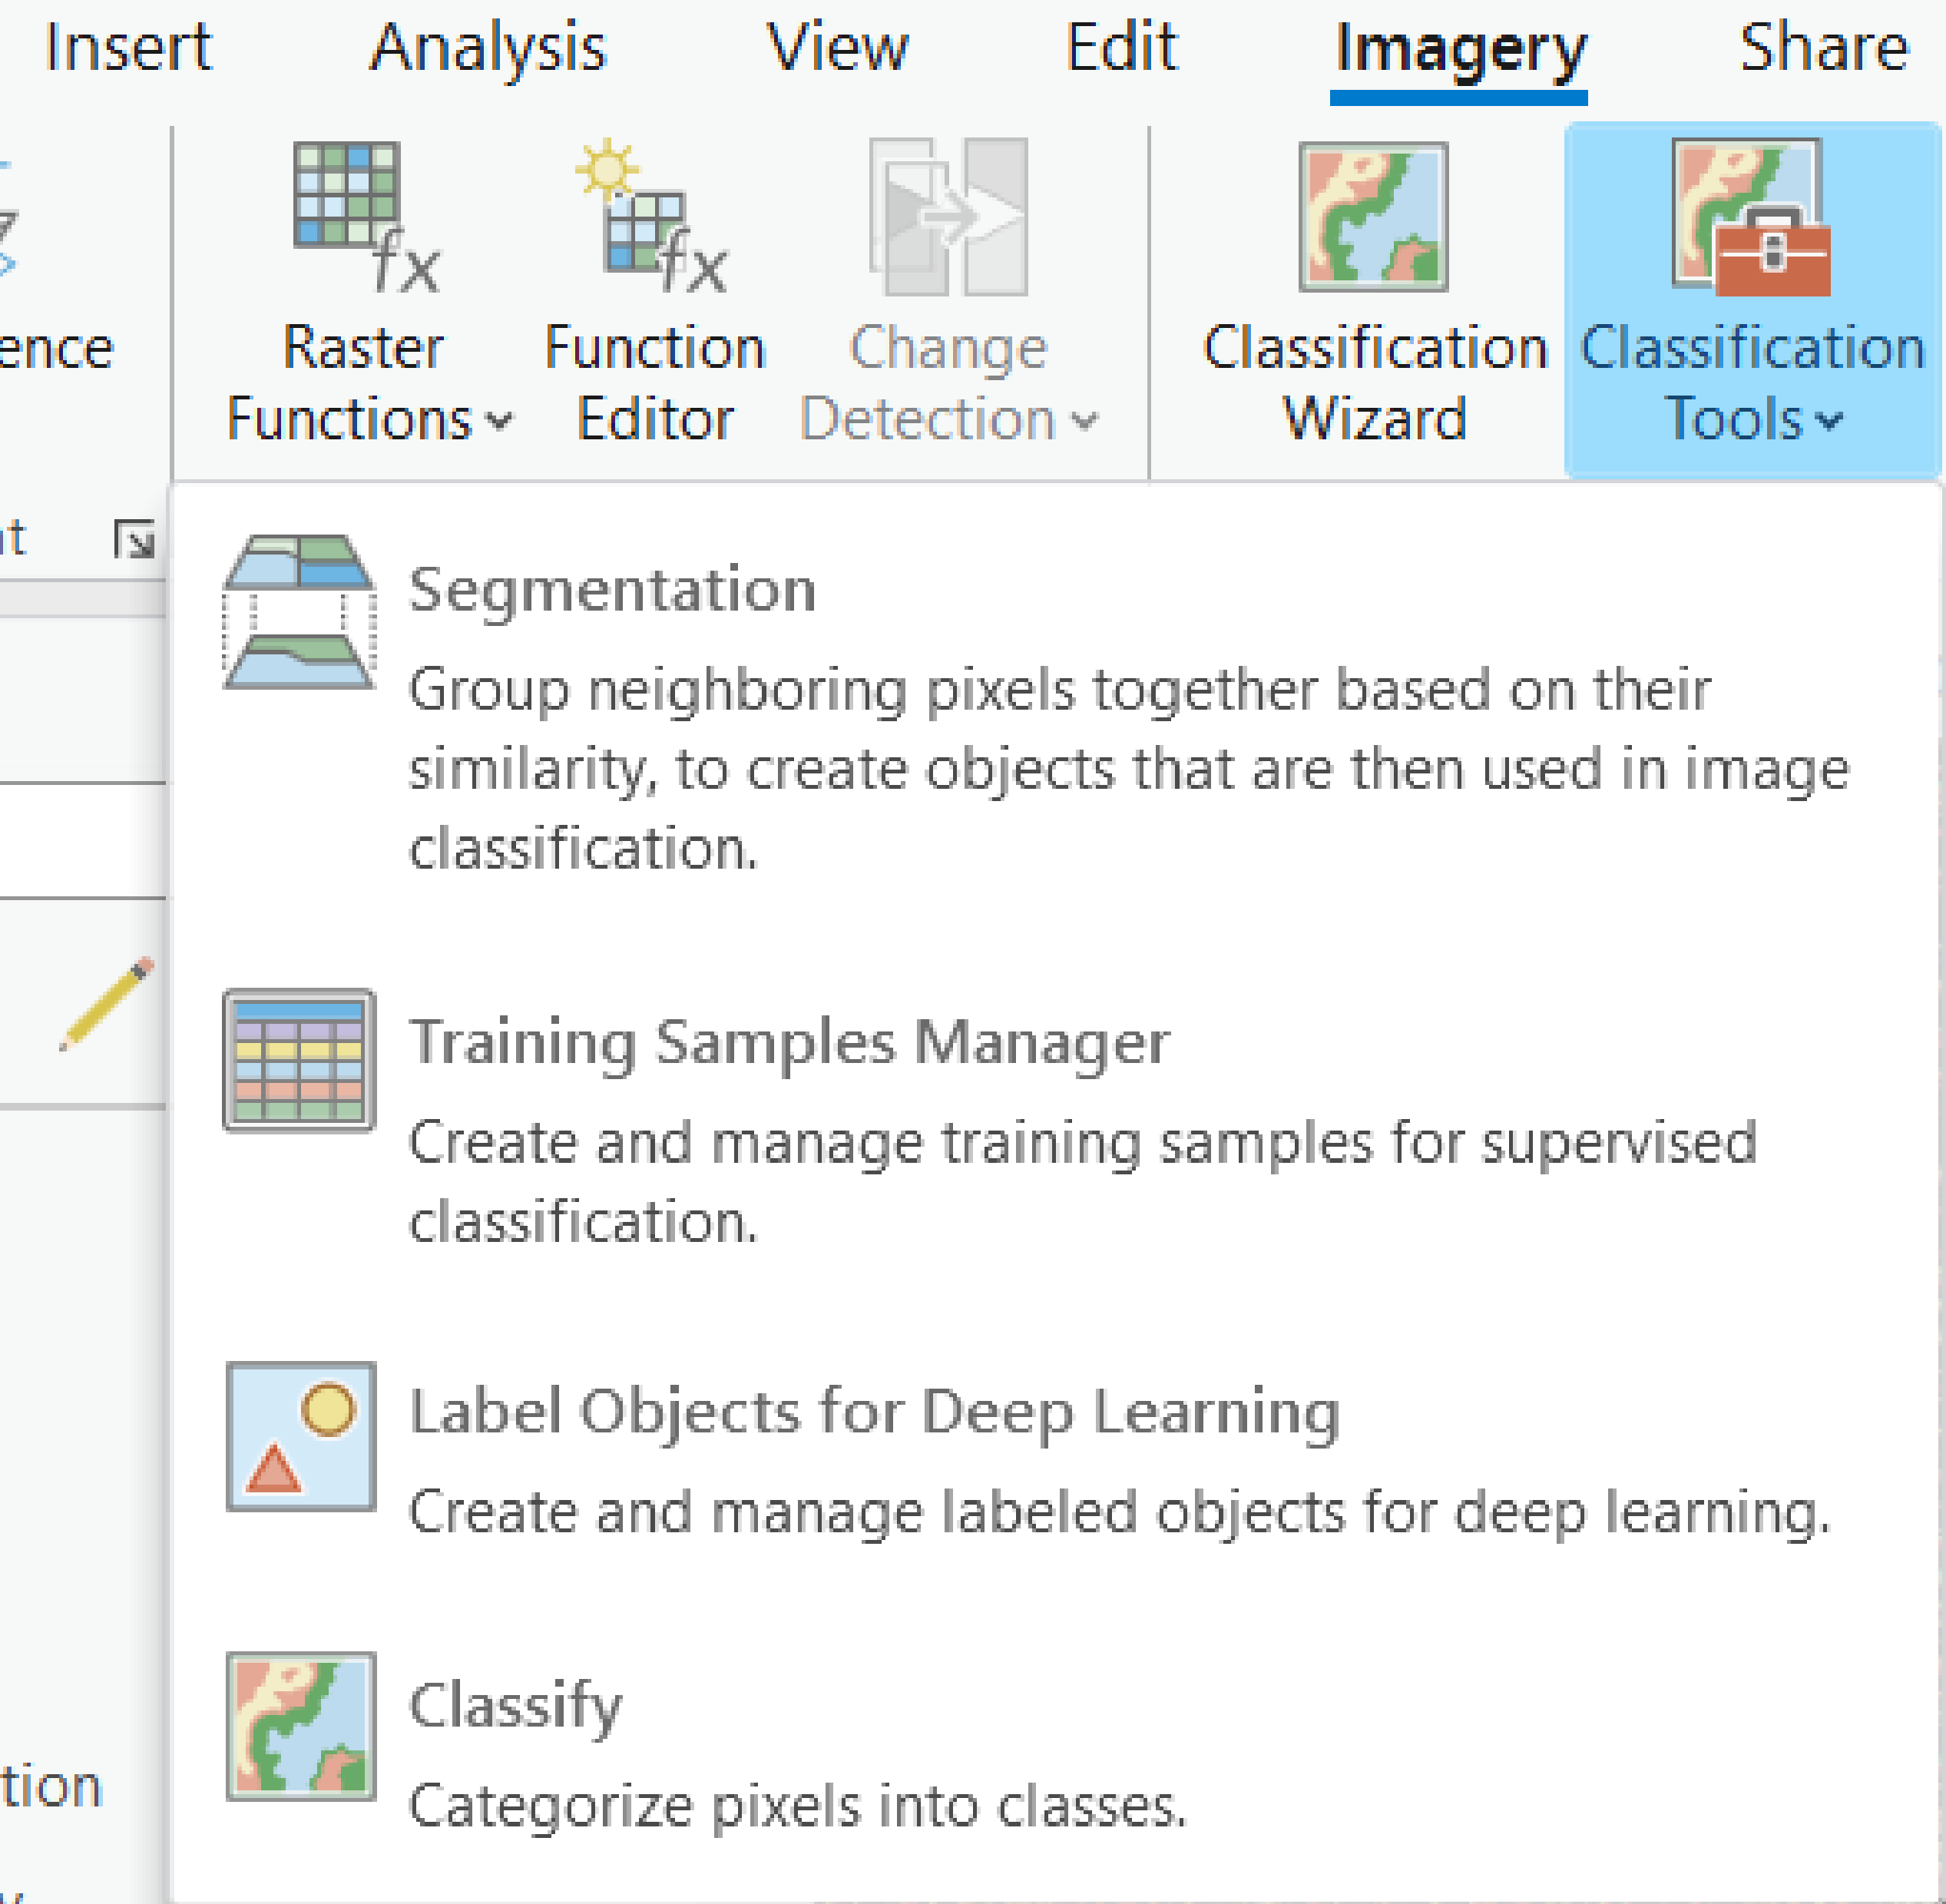 Insert Analysis View Edit Imagery Share
ence
Raster Function Change Classification Classification
Functions Editor Detection Wizard Tools
Segmentation
Group neighboring pixels together based on their
similarity, to create objects that are then used in image
classification.
Training Samples Manager
Create and manage training samples for supervised
classification.
Label Objects for Deep Learning
Create and manage labeled objects for deep learning.
Classify
tion
Categorize pixels into classes.